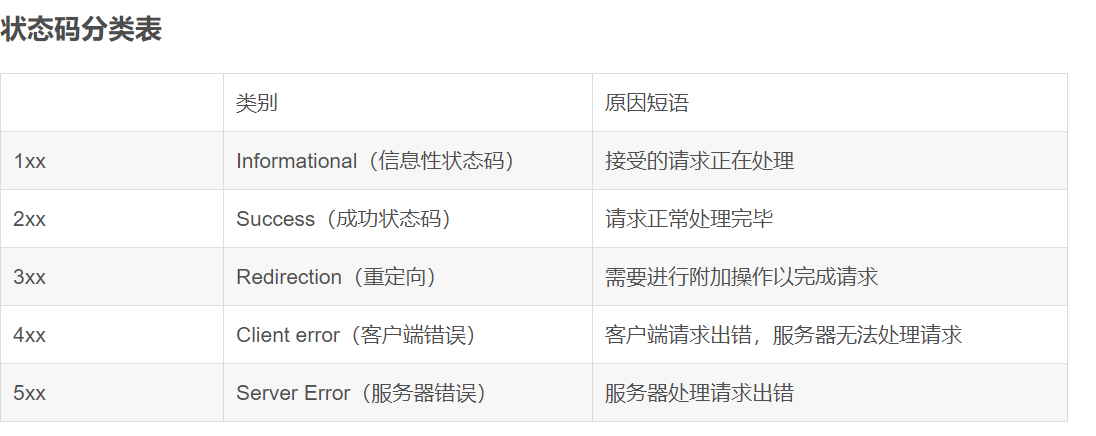 状态码分类表
类别 原因短语
1xx Informational（信息性状态码） 接受的请求正在处理
2xx Success（成功状态码） 请求正常处理完毕
3xx Redirection（重定向） 需要进行附加操作以完成请求
4xx Client error（客户端错误） 客户端请求出错，服务器无法处理请求
5xx Server Error（服务器错误） 服务器处理请求出错